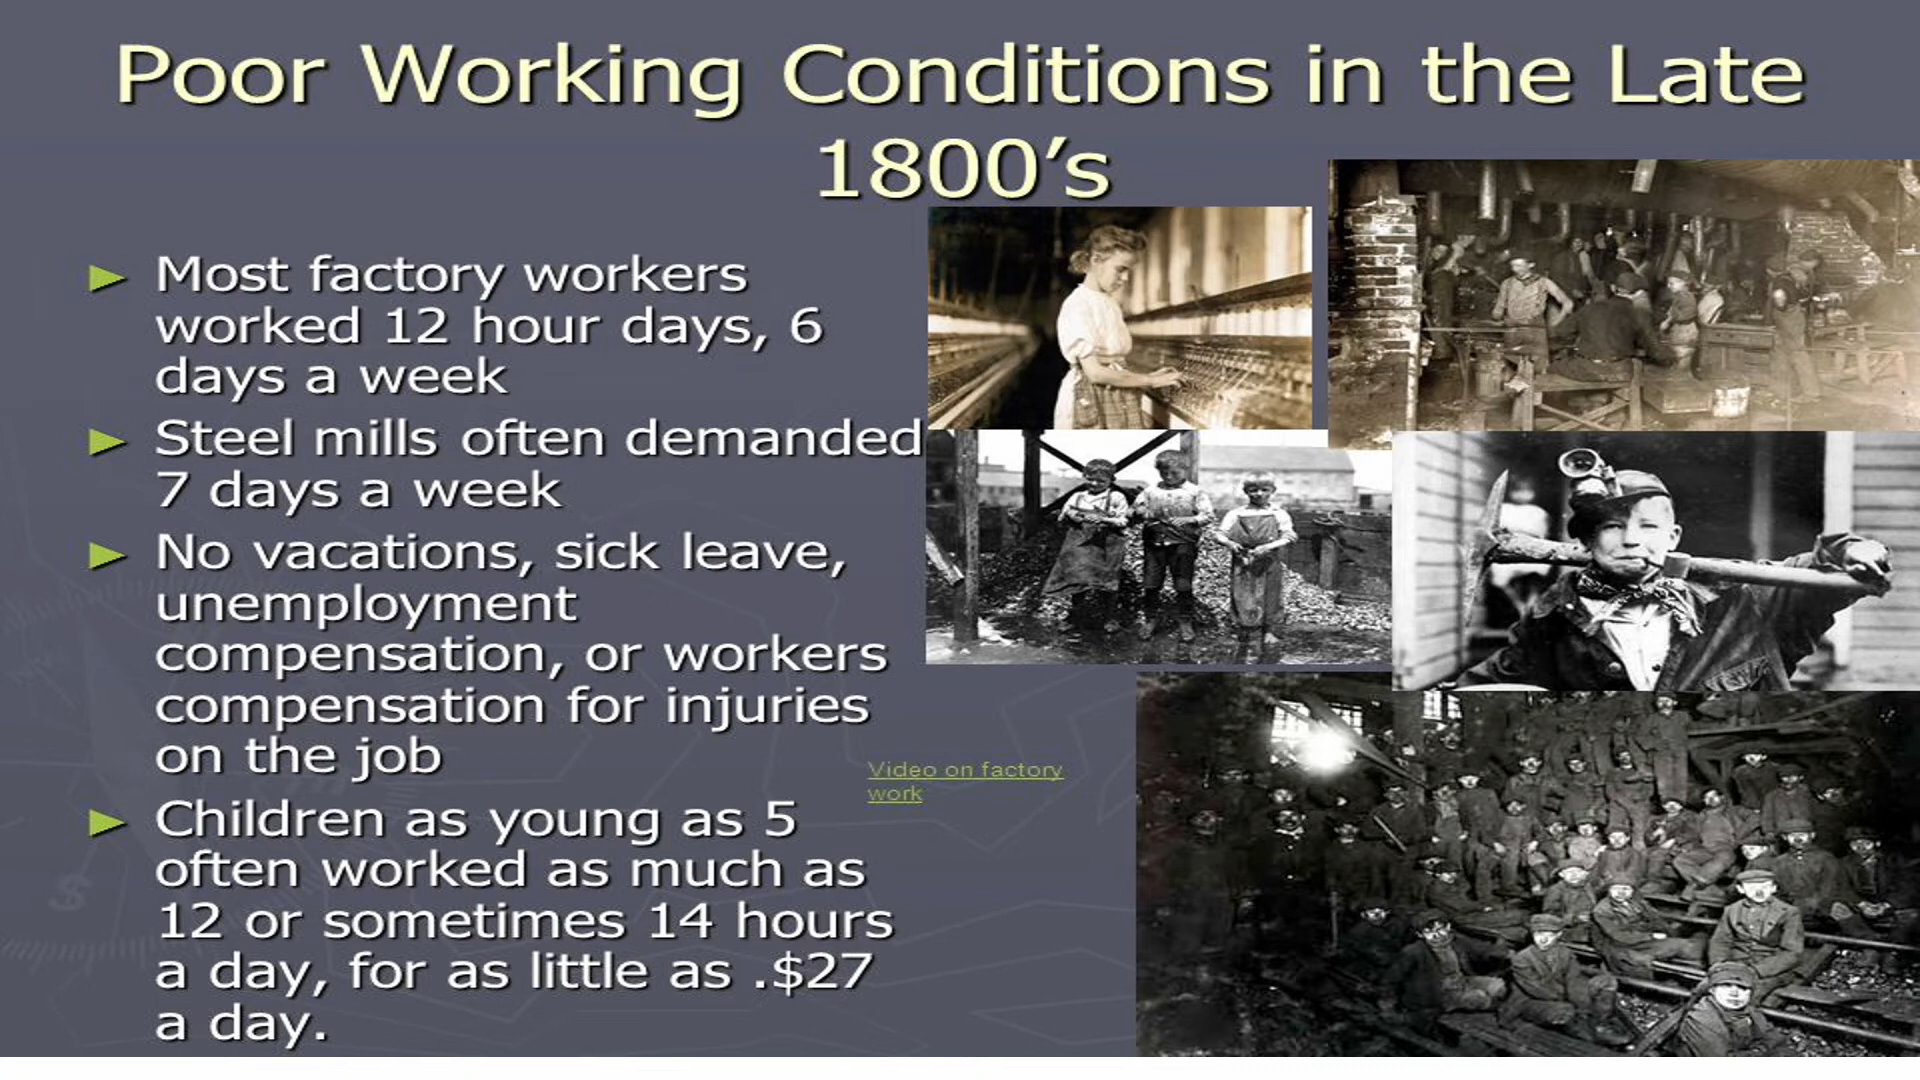 Poor Working Conditions in the Late
1800’s
Most factory workers
worked 12 hour days, 6
days a week
Steel mills often demanded
7 days a week
No vacations, sick leave,
unemployment
compensation, or workers
compensation for injuries
on the job
Children as young as 5
often worked as much as
12 or sometimes 14 hours
a day, for as little as .$27
a day.
Video on factory
work